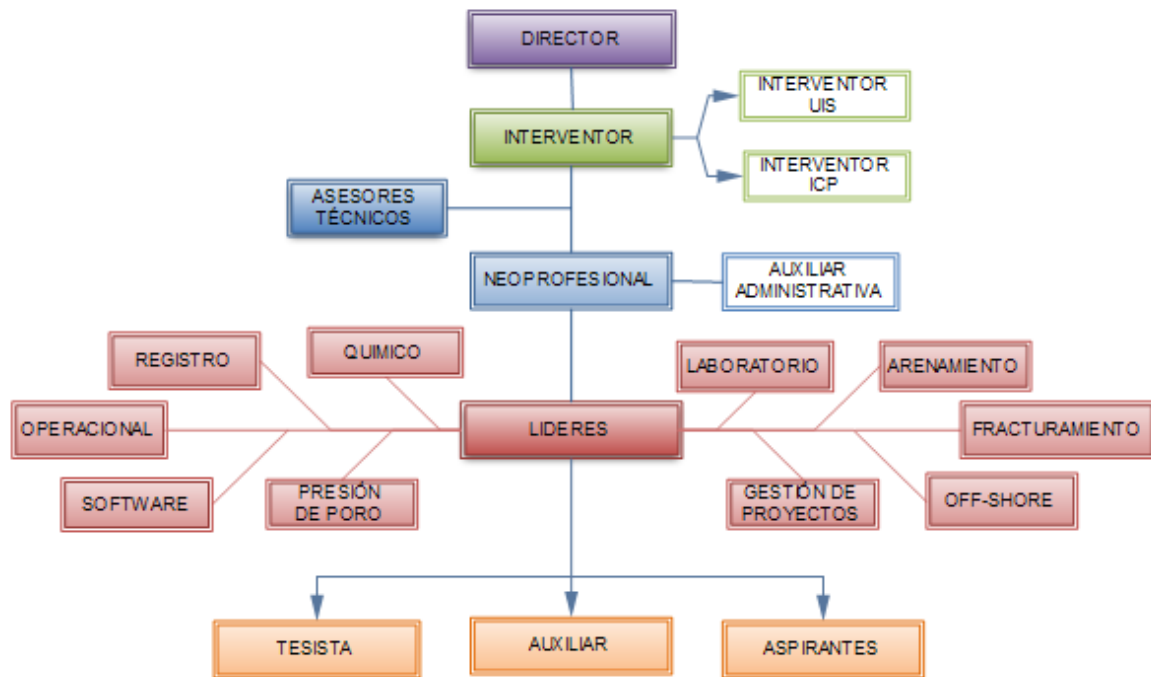 DIRECTOR
INTERVENTOR
UIS
INTERVENTOR
INTERVENTOR
ICP
ASESORES
TÉCNICOS
NEOPROFESIONAL
AUXILIAR
ADMINISTRATIVA
REGISTRO
QUIMICO
LABORATORIO
ARENAMIENTO
OPERACIONAL
LIDERES
FRACTURAMIENTO
SOFTWARE
PRESIÓN
DE PORO
GESTIÓN DE
PROYECTOS
OFF-SHORE
TESISTA
AUXILIAR
ASPIRANTES